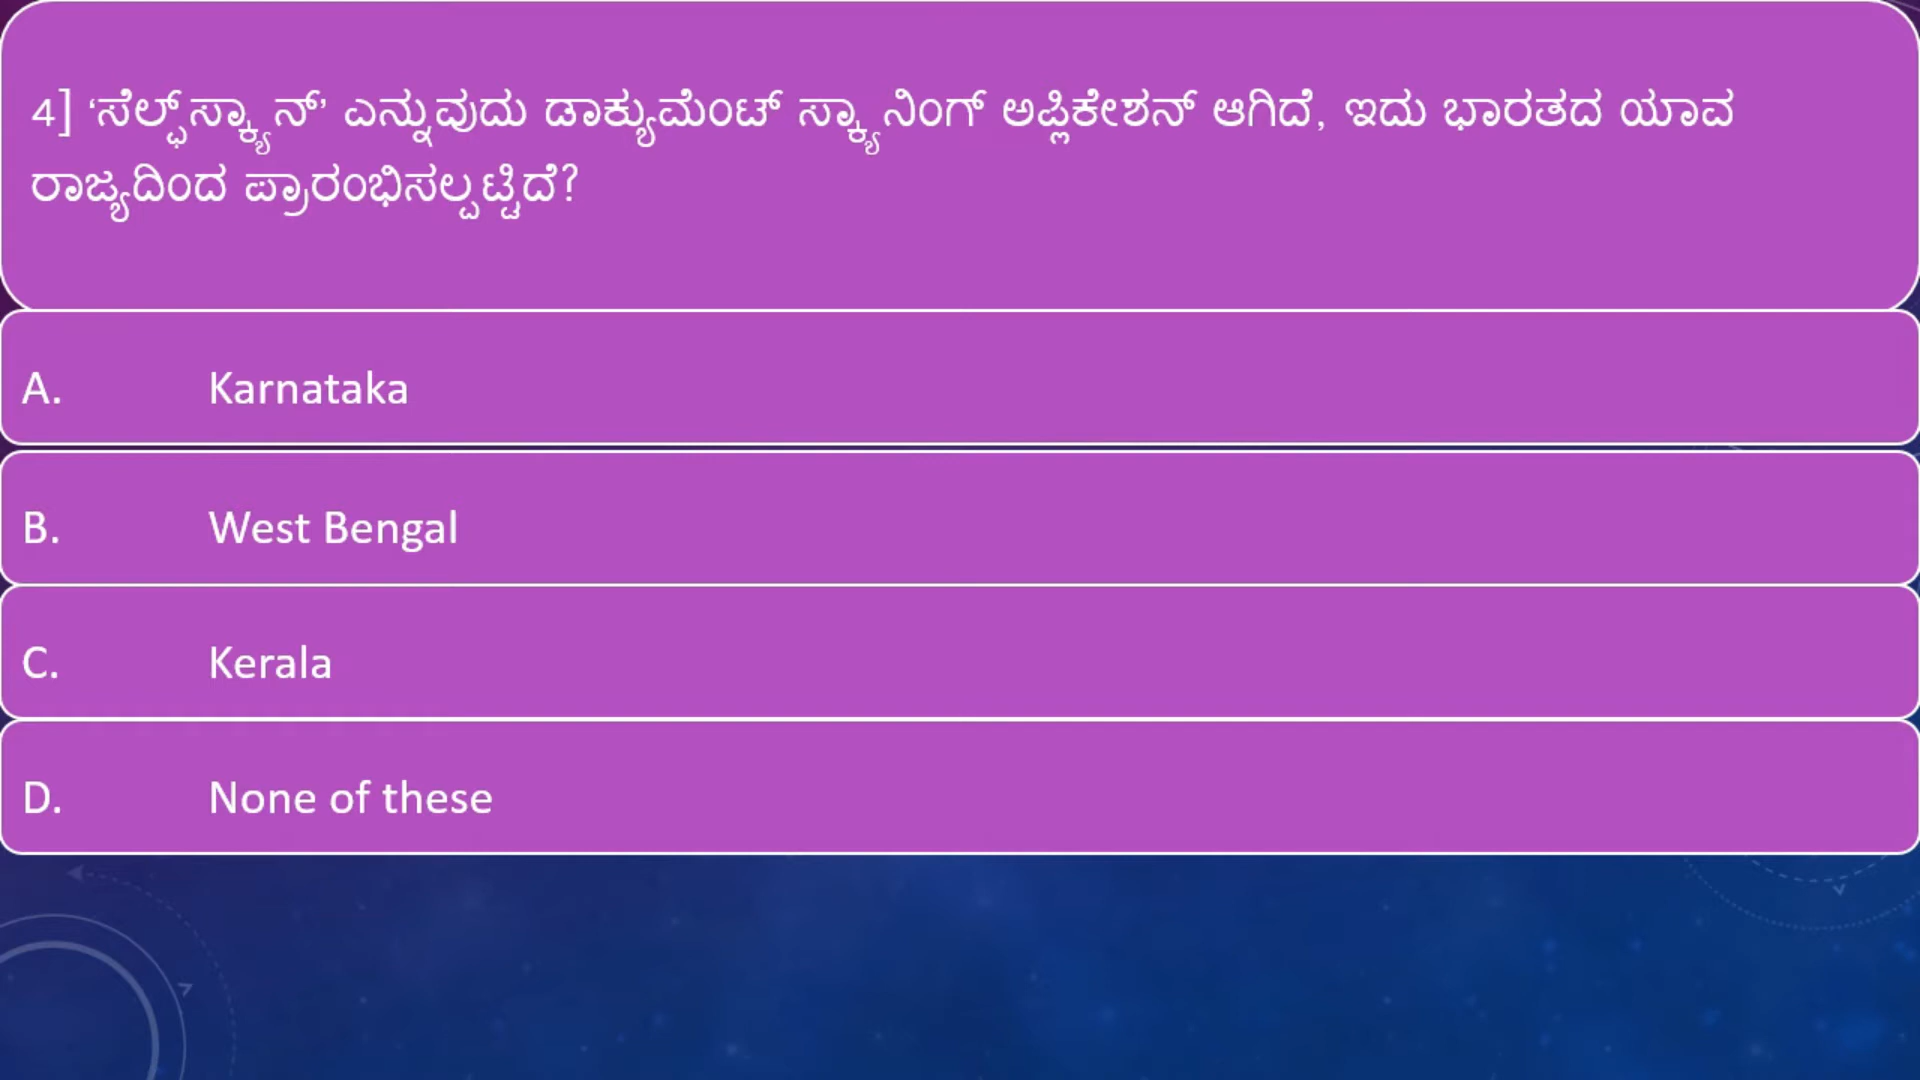 4] ‘ಸೆಲ್ಫ್‌ಸ್ಕ್ಯಾನ್’ ಎನ್ನುವುದು ಡಾಕ್ಯುಮೆಂಟ್ ಸ್ಕ್ಯಾನಿಂಗ್ ಅಪ್ಲಿಕೇಶನ್ ಆಗಿದೆ, ಇದು ಭಾರತದ ಯಾವ
ರಾಜ್ಯದಿಂದ ಪ್ರಾರಂಭಿಸಲ್ಪಟ್ಟಿದೆ?
A. Karnataka
B. West Bengal
C. Kerala
D. None of these